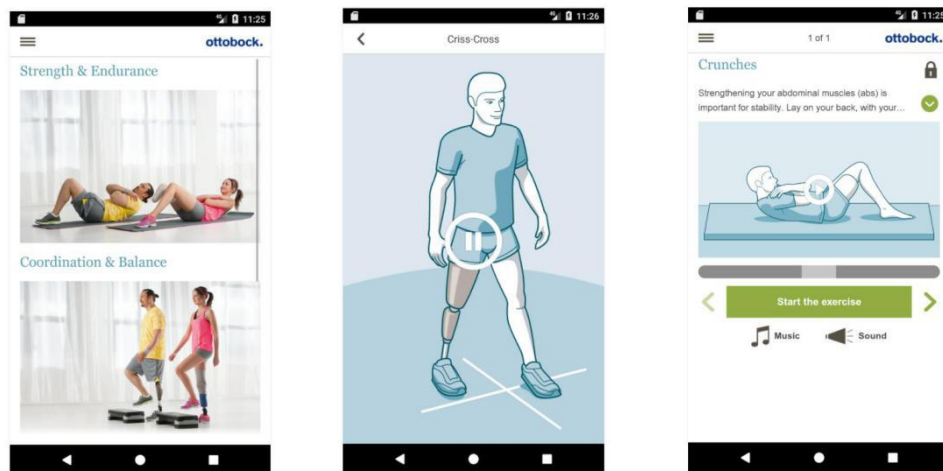 11:25
ottobock.
Strength & Endurance
Coordination & Balance
11:26
Criss-Cross
11:25
1 of 1
ottobock.
Crunches
Strengthening your abdominal muscles (abs) is
important for stability. Lay on your back, with your...
Start the exercise
Music
Sound